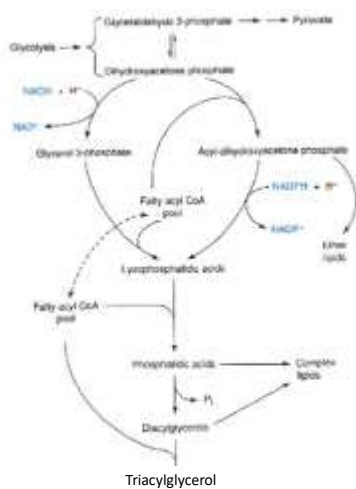 Glyceraldehyde 3-phosphate → → Pyruvate
Glycolysis
Dihydroxyacetone phosphate
NADH + H⁺
NAD⁺
Glycerol 3-phosphate
Acyl-dihydroxyacetone phosphate
Fatty acyl CoA
pool
NADPH + H⁺
NADP⁺
Ether
lipids
Lysophosphatidic acids
Fatty acyl CoA
pool
Phosphatidic acids
Complex
lipids
Pᵢ
Diacylglycerols
Triacylglycerol